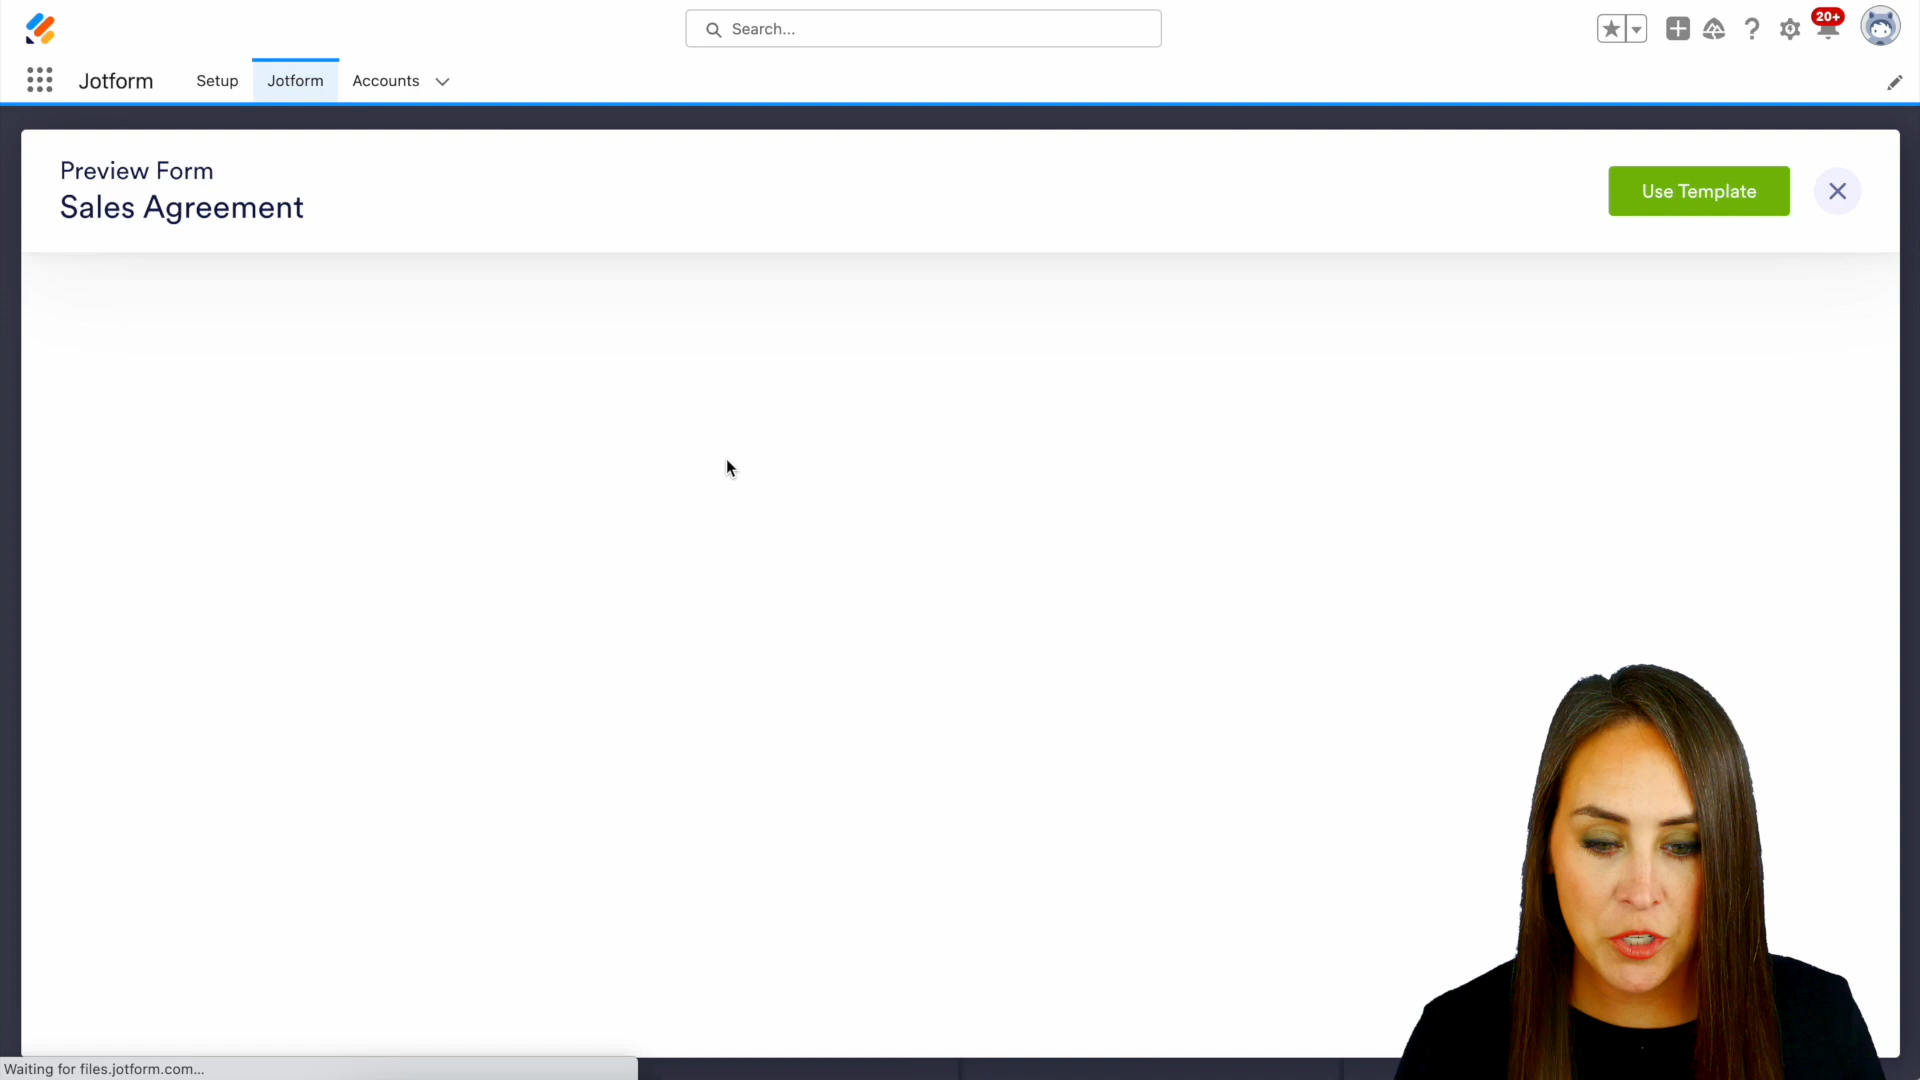 Search...
20+
Jotform
Setup
Jotform
Accounts
Preview Form
Sales Agreement
Use Template
Waiting for files.jotform.com...